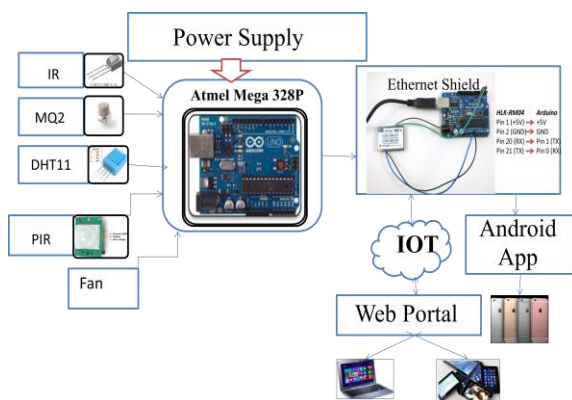 Power Supply
IR
MQ2
DHT11
PIR
Fan
Atmel Mega 328P
ARDUINO
UNO
Ethernet Shield
HLK-RM04 Arduino
Pin 1 (+5V) → +5V
Pin 2 (GND) → GND
Pin 20 (RX) → Pin 1 (TX)
Pin 21 (TX) → Pin 0 (RX)
IOT
Android
App
Web Portal